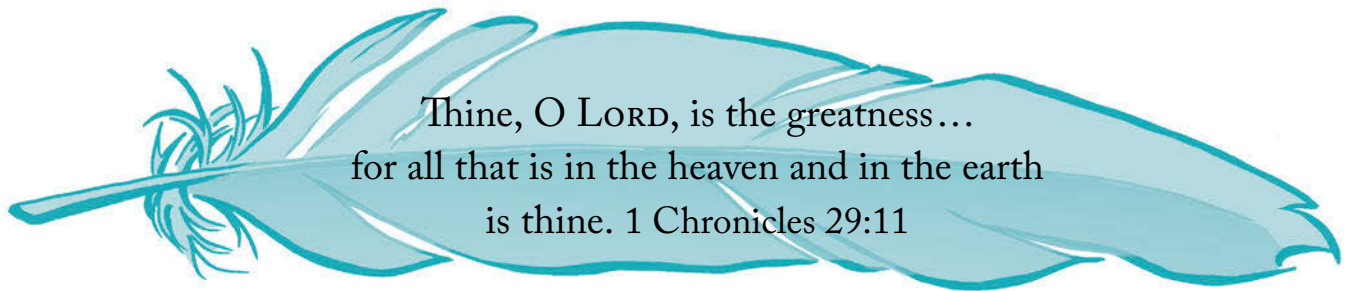 Thine, O LORD, is the greatness…
for all that is in the heaven and in the earth
is thine. 1 Chronicles 29:11